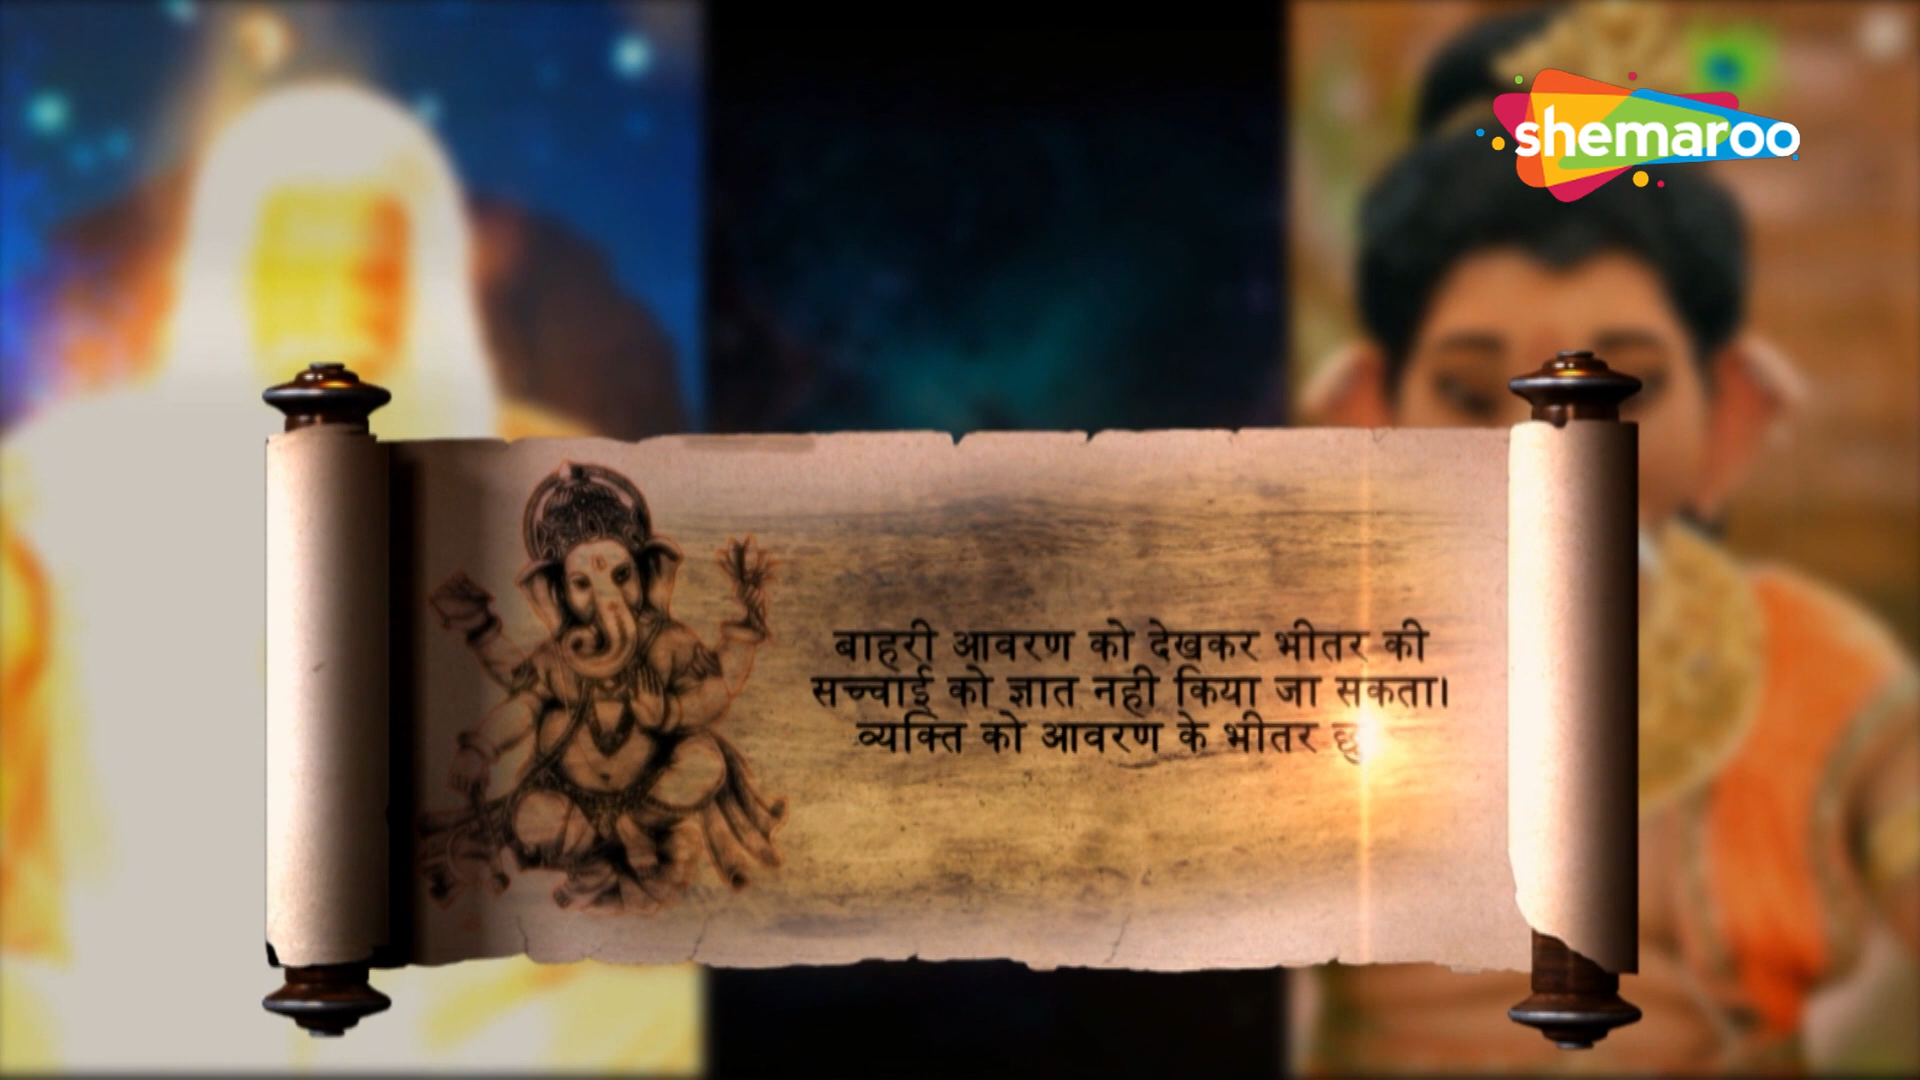 shemaroo
बाहरी आवरण को देखकर भीतर की
सच्चाई को ज्ञात नही किया जा सकता।
व्यक्ति को आवरण के भीतर